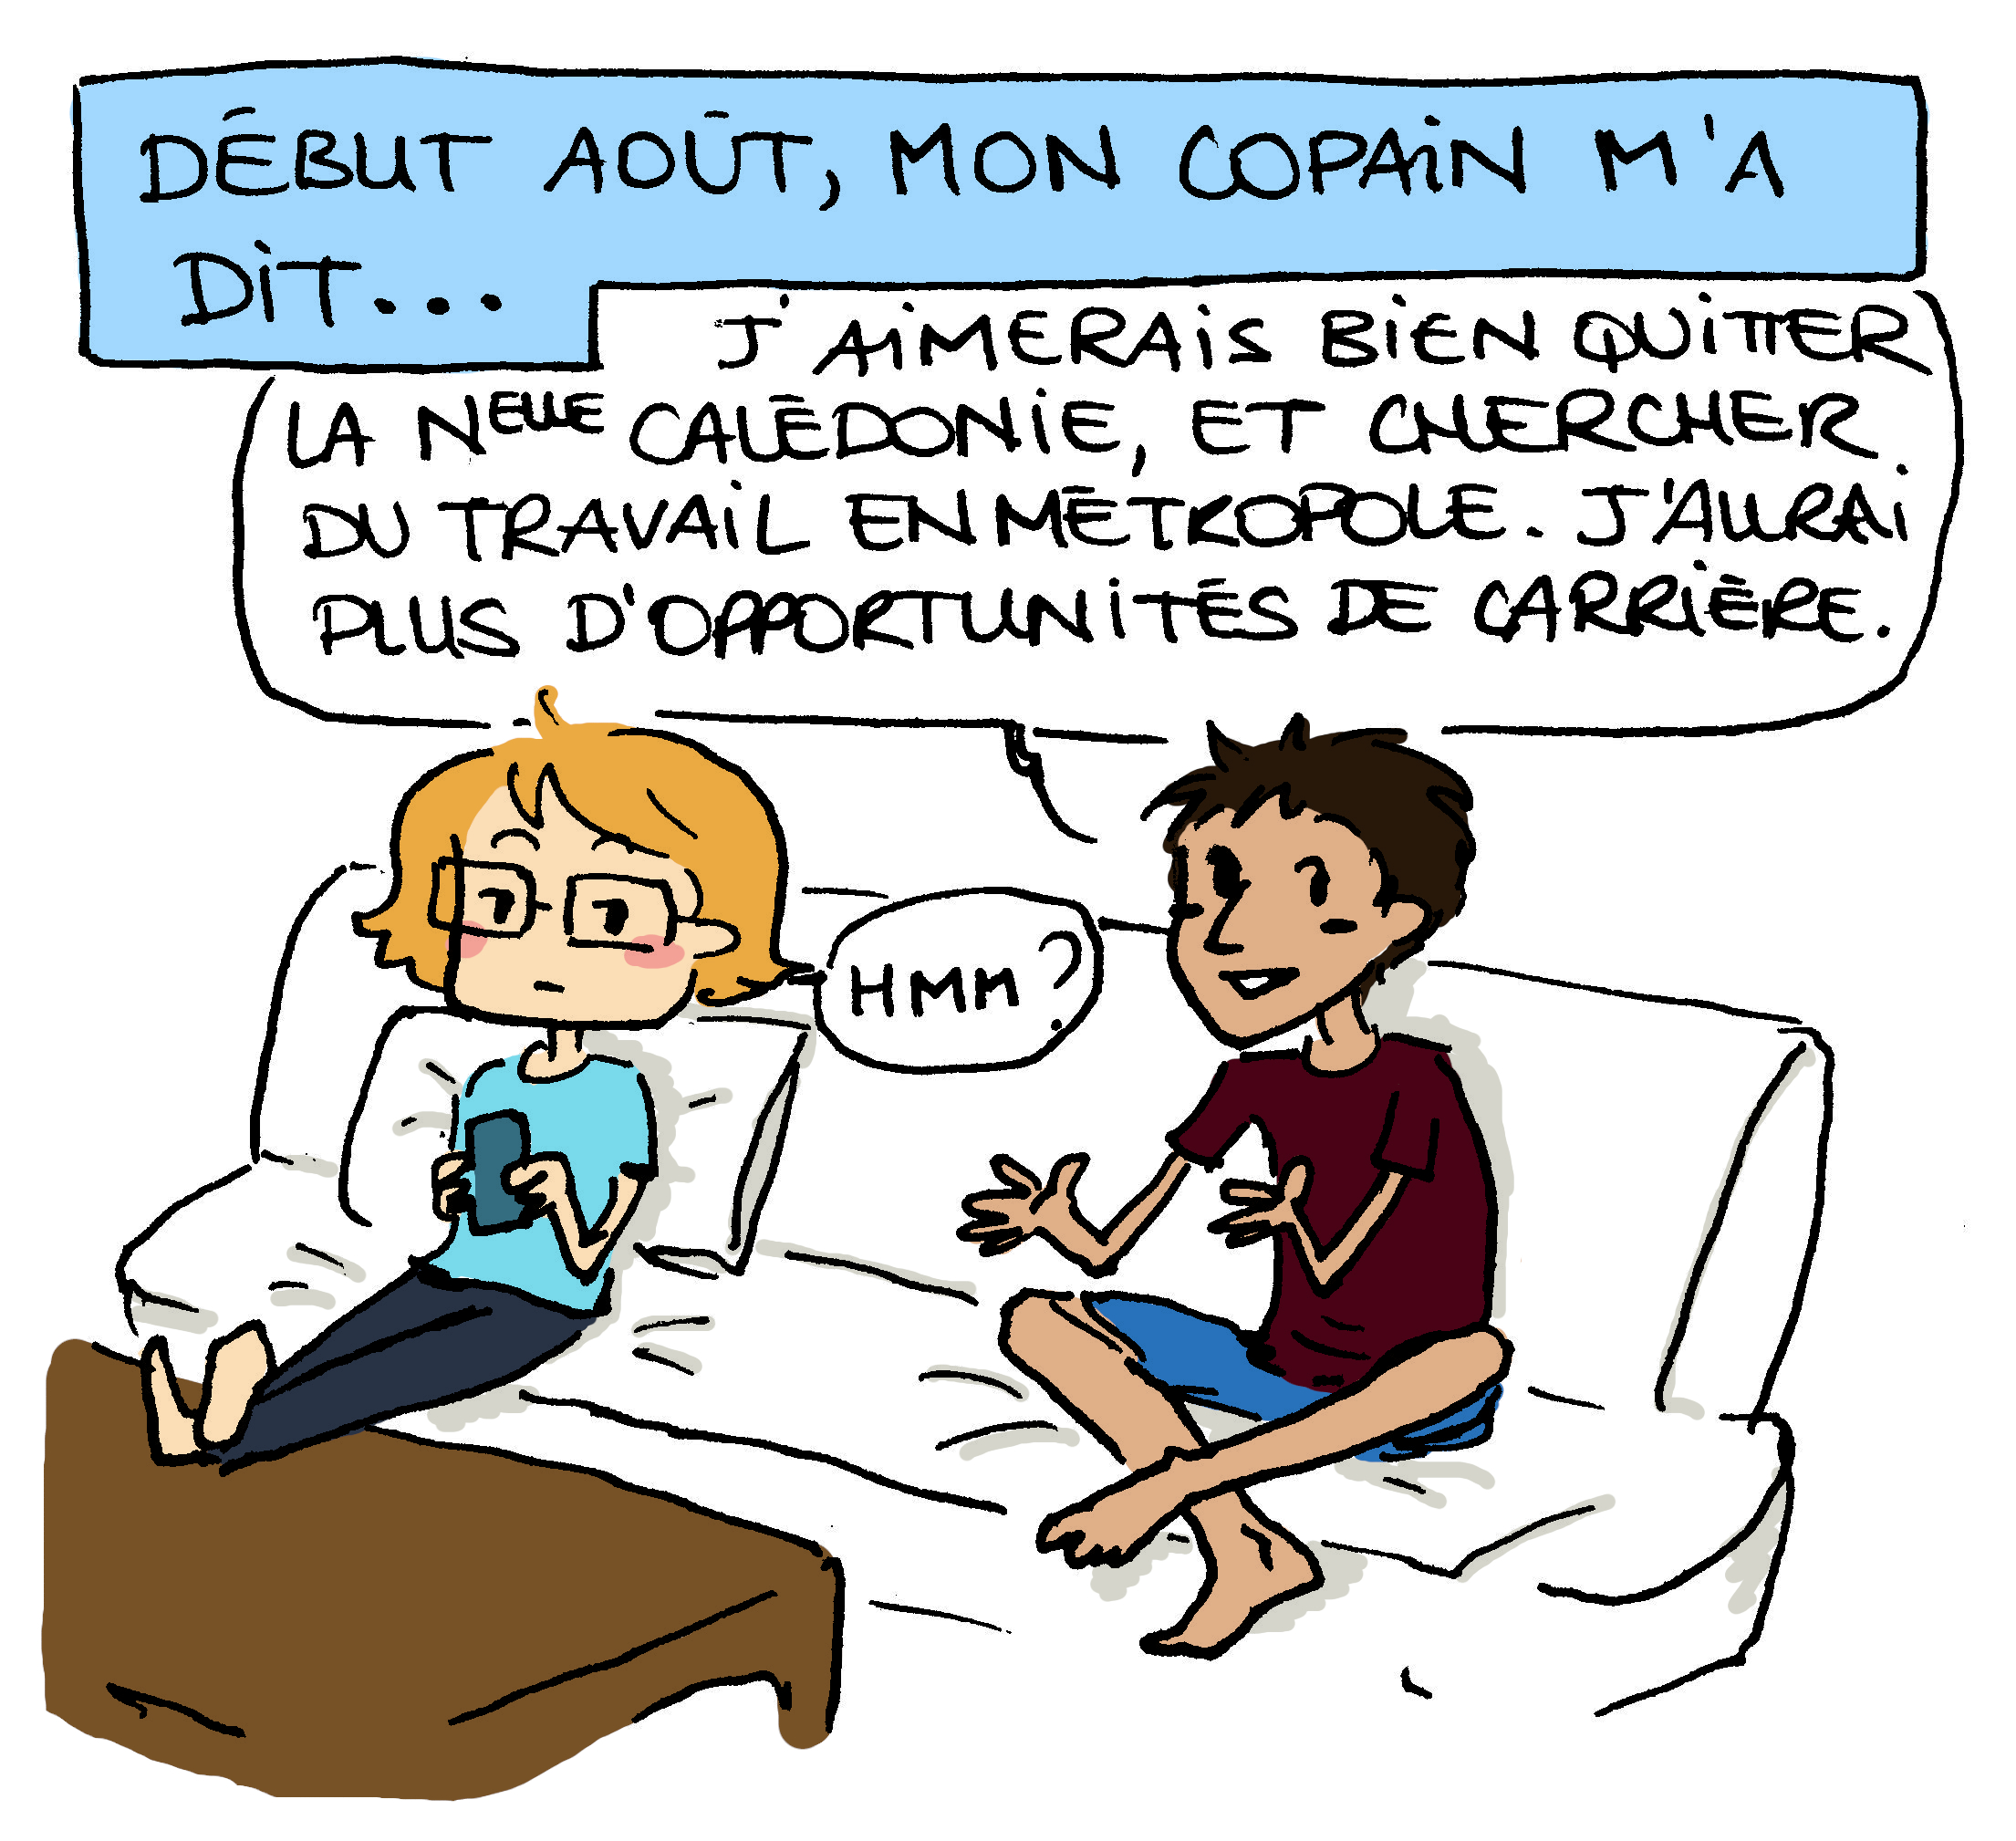 DÉBUT AOÛT, MON COPAIN M'A
DIT...
J'AIMERAIS BIEN QUITTER
LA NELLE CALÉDONIE, ET CHERCHER
DU TRAVAIL EN MÉTROPOLE. J'AURAI
PLUS D'OPPORTUNITÉS DE CARRIÈRE.
HMM?